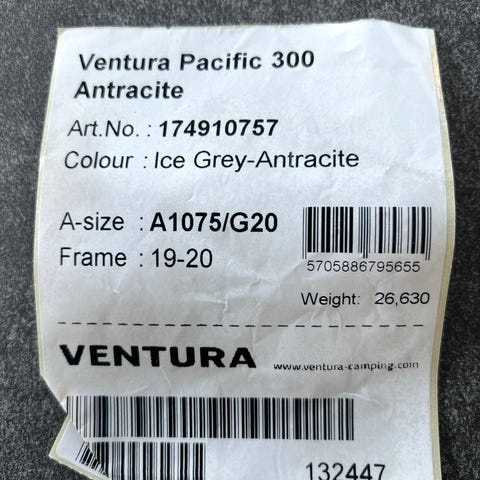 Ventura Pacific 300
Antracite
Art.No. : 174910757
Colour : Ice Grey-Antracite
A-size : A1075/G20
Frame : 19-20
5705886795655
Weight: 26,630
VENTURA www.ventura-camping.com
132447